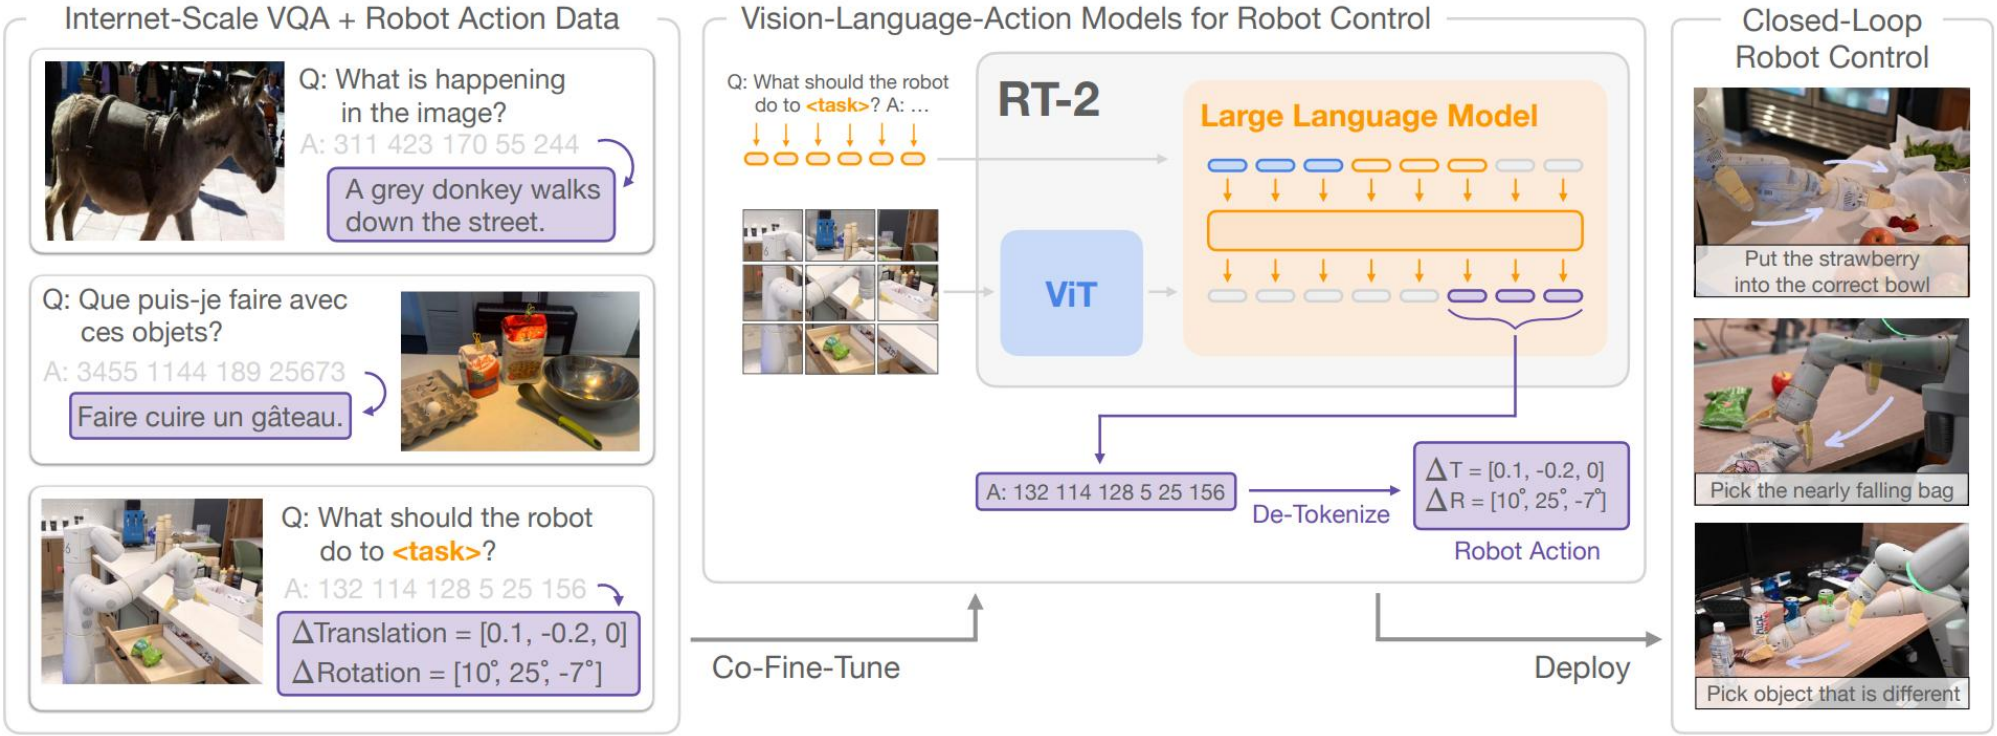 Internet-Scale VQA + Robot Action Data
Q: What is happening
in the image?
A: 311 423 170 55 244
A grey donkey walks
down the street.
Q: Que puis-je faire avec
ces objets?
A: 3455 1144 189 25673
Faire cuire un gâteau.
Q: What should the robot
do to <task>?
A: 132 114 128 5 25 156
ΔTranslation = [0.1, -0.2, 0]
ΔRotation = [10°, 25°, -7°]
Co-Fine-Tune
Vision-Language-Action Models for Robot Control
Q: What should the robot
do to <task>? A: ...
RT-2
Large Language Model
ViT
A: 132 114 128 5 25 156
De-Tokenize
ΔT = [0.1, -0.2, 0]
ΔR = [10°, 25°, -7°]
Robot Action
Deploy
Closed-Loop
Robot Control
Put the strawberry
into the correct bowl
Pick the nearly falling bag
Pick object that is different